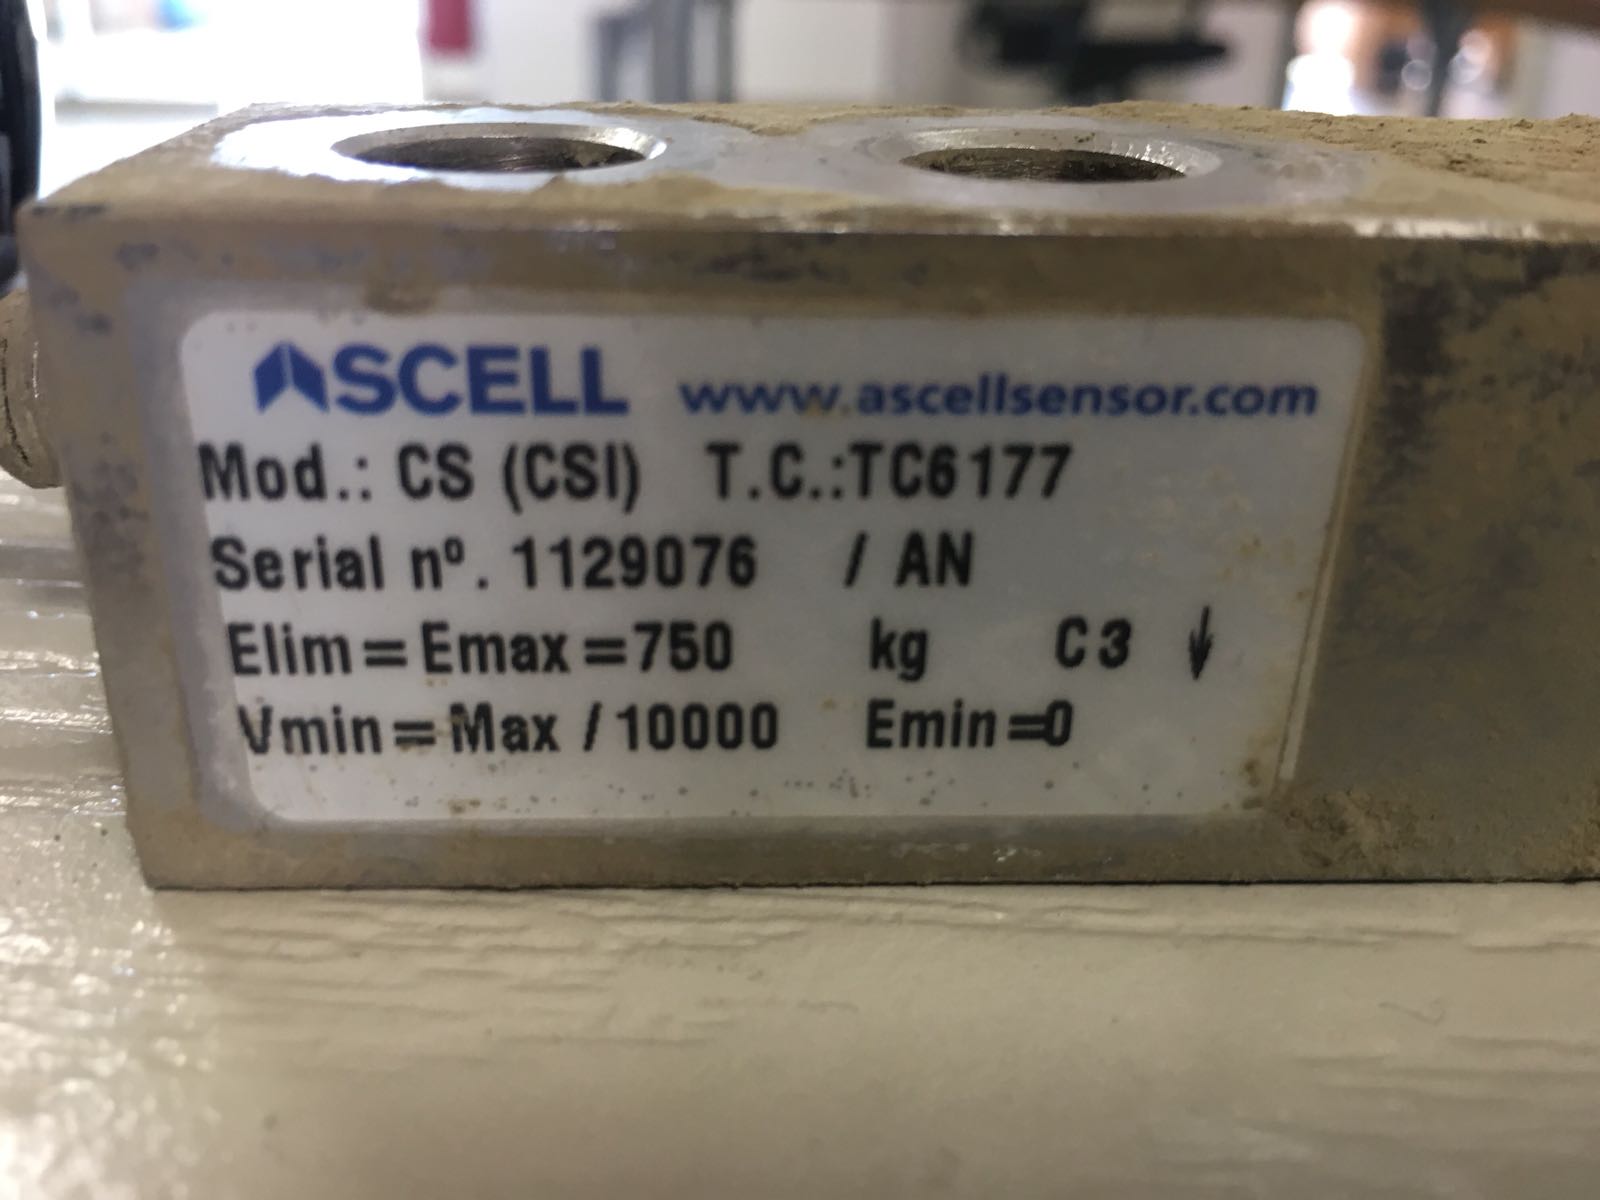 ASCELL www.ascellsensor.com
Mod.: CS (CSI) T.C.:TC6177
Serial nº. 1129076 / AN
Elim=Emax=750 kg C3 ↓
Vmin=Max/10000 Emin=0